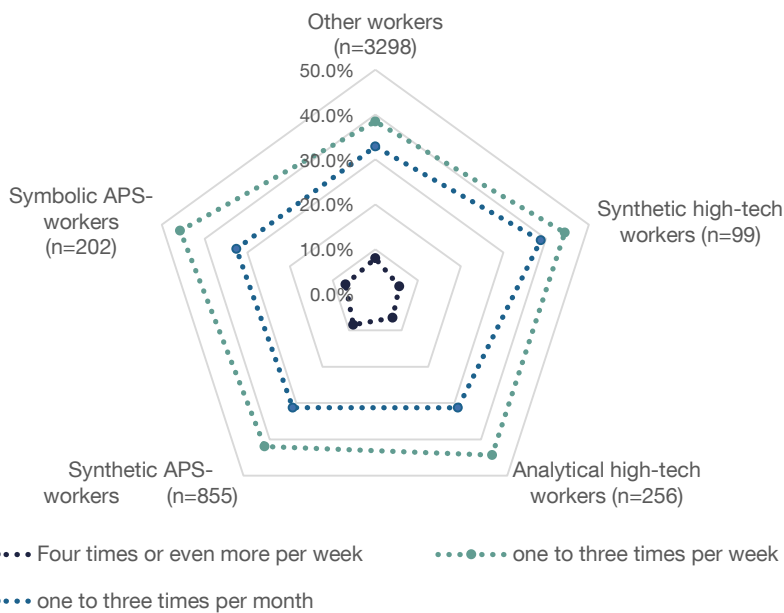 Other workers
(n=3298)
50.0%
40.0%
30.0%
20.0%
10.0%
0.0%
Synthetic high-tech
workers (n=99)
Symbolic APS-
workers
(n=202)
Analytical high-tech
workers (n=256)
Synthetic APS-
workers (n=855)
Four times or even more per week
one to three times per week
one to three times per month